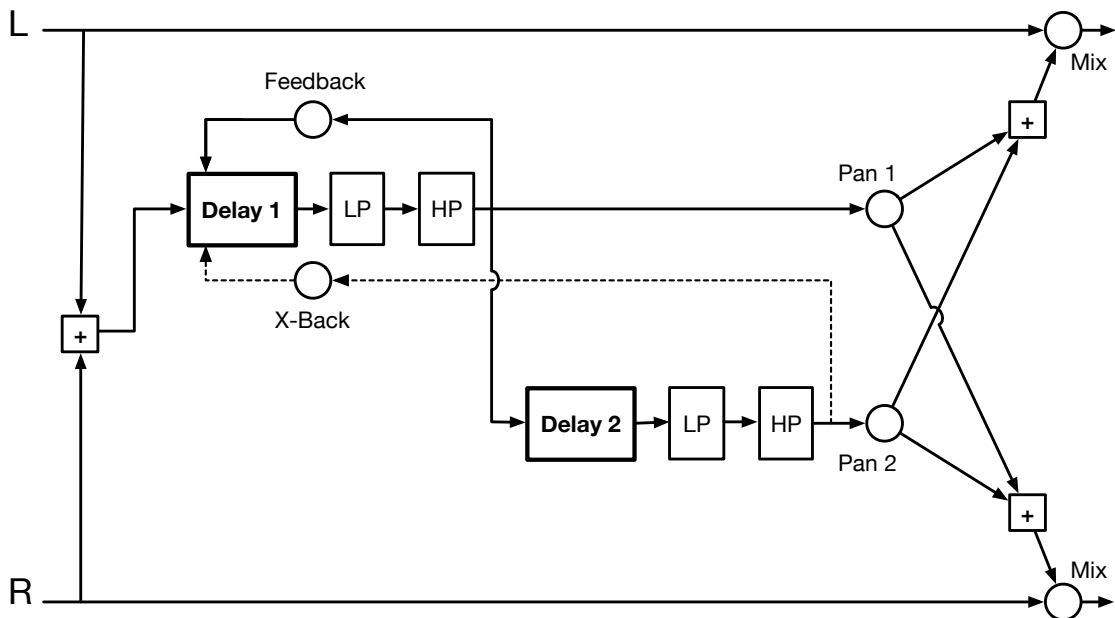 L
Mix
Feedback
+
Pan 1
Delay 1
LP
HP
X-Back
+
Delay 2
LP
HP
Pan 2
+
Mix
R